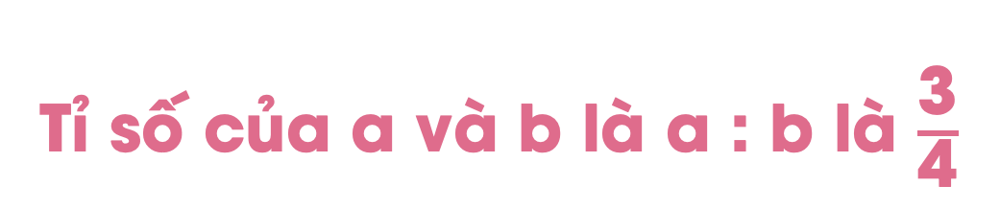 Tỉ số của a và b là a : b là 3/4